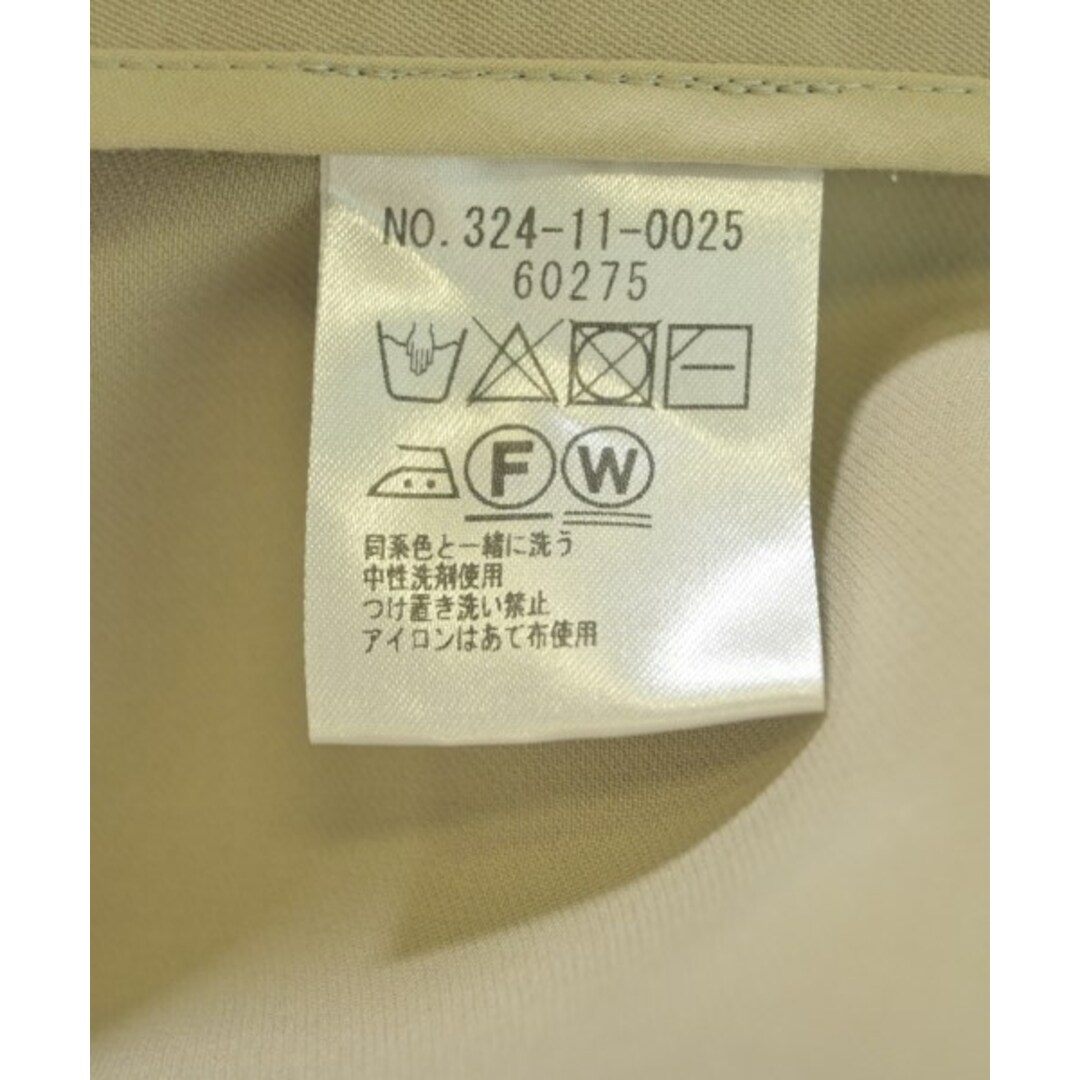 NO. 324-11-0025
60275
F W
同系色と一緒に洗う
中性洗剤使用
つけ置き洗い禁止
アイロンはあて布使用